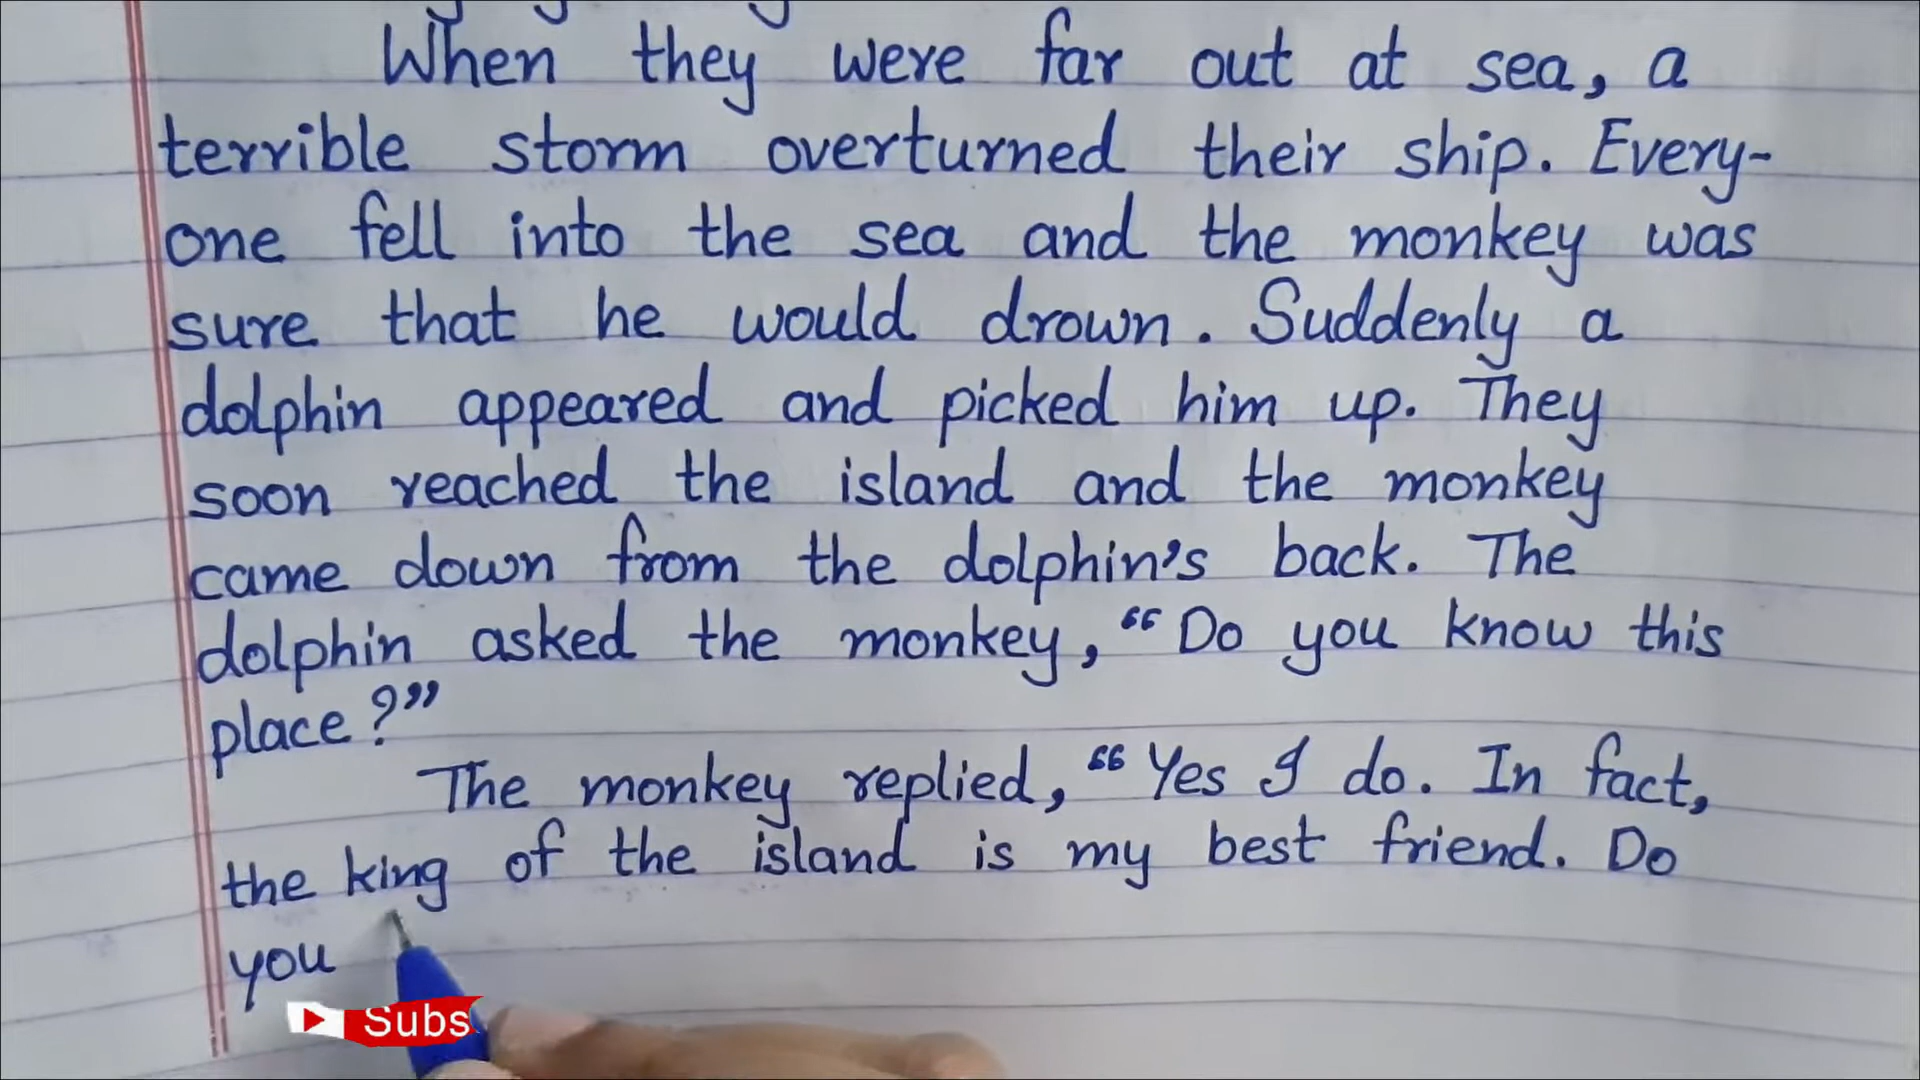 When they were far out at sea, a
terrible storm overturned their ship. Every-
one fell into the sea and the monkey was
sure that he would drown. Suddenly a
dolphin appeared and picked him up. They
soon reached the island and the monkey
came down from the dolphin's back. The
dolphin asked the monkey, “Do you know this
place?”
The monkey replied, “Yes I do. In fact,
the king of the island is my best friend. Do
you
Subs